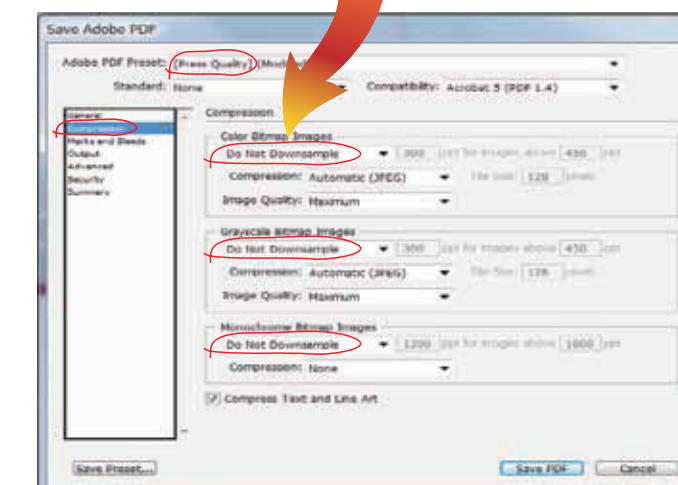 Save Adobe PDF
Adobe PDF Preset: [Press Quality]
Standard: None Compatibility: Acrobat 5 (PDF 1.4)
General
Compression
Marks and Bleeds
Output
Advanced
Security
Summary
Compression
Color Bitmap Images
Do Not Downsample 300 ppi for images above 450 ppi
Compression: Automatic (JPEG) Tile Size: 128 pixels
Image Quality: Maximum
Grayscale Bitmap Images
Do Not Downsample 300 ppi for images above 450 ppi
Compression: Automatic (JPEG) Tile Size: 128 pixels
Image Quality: Maximum
Monochrome Bitmap Images
Do Not Downsample 1200 ppi for images above 1800 ppi
Compression: None
Compress Text and Line Art
Save Preset... Save PDF Cancel